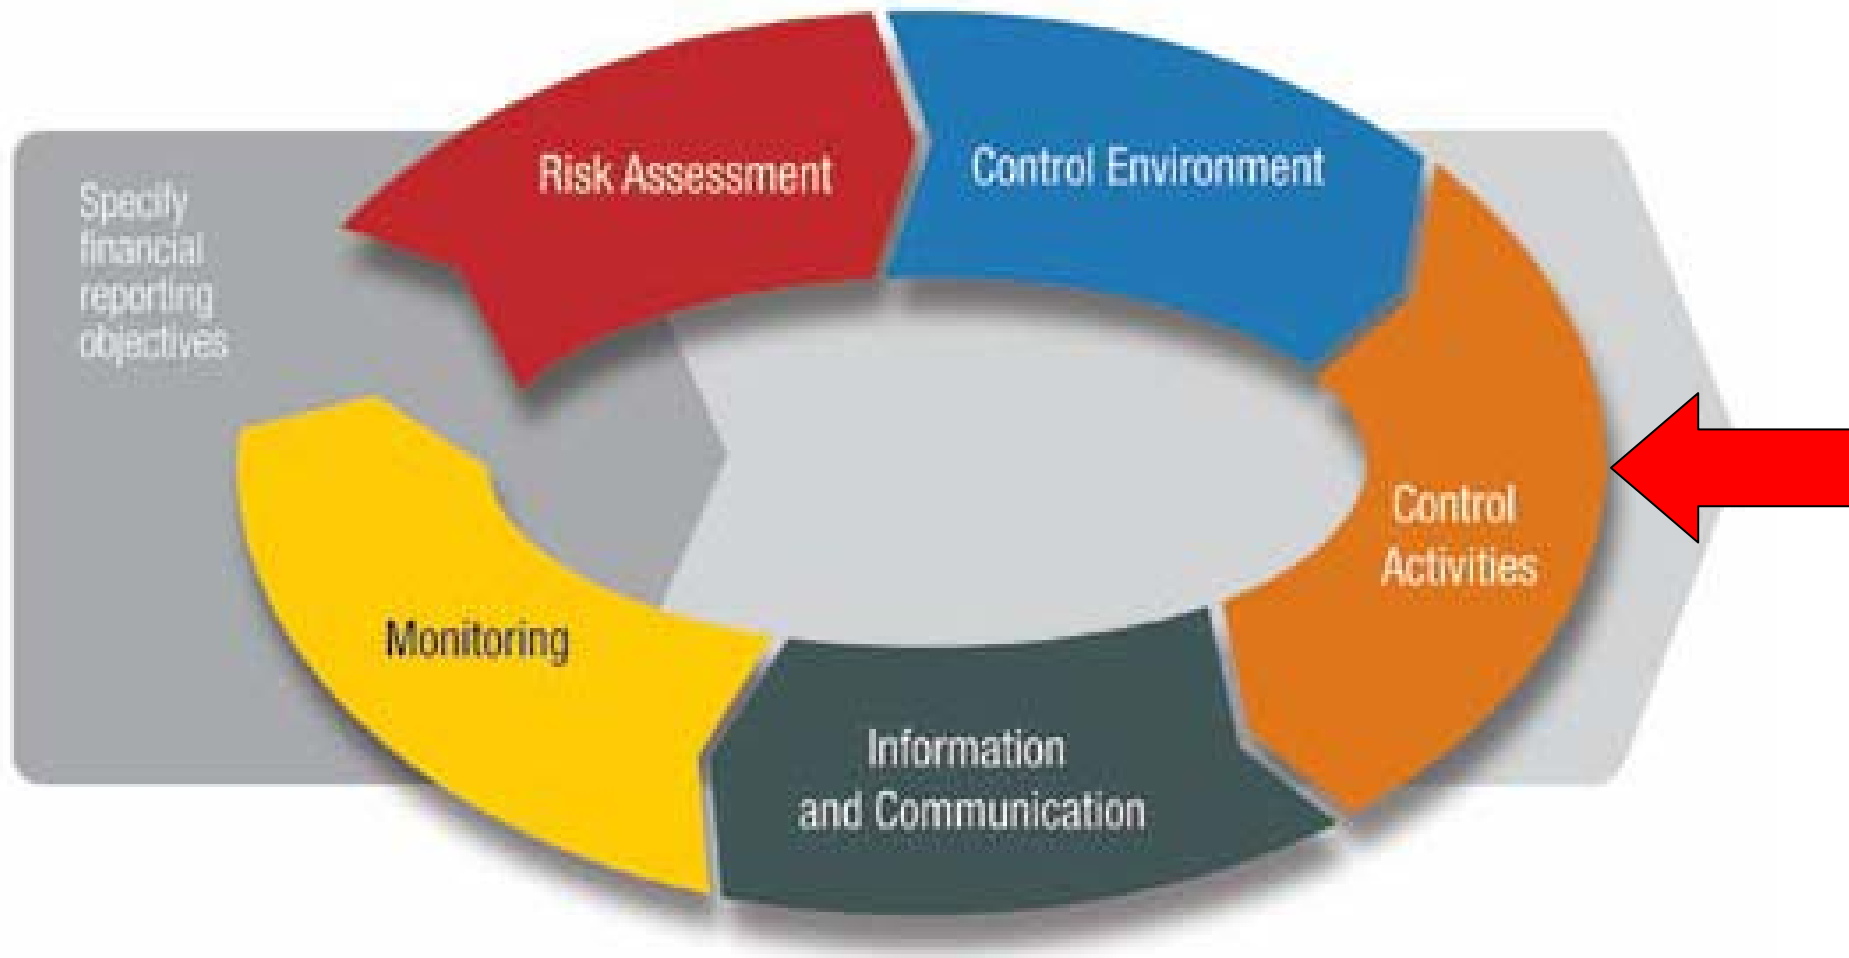 Specify
financial
reporting
objectives
Risk Assessment
Control Environment
Control
Activities
Information
and Communication
Monitoring